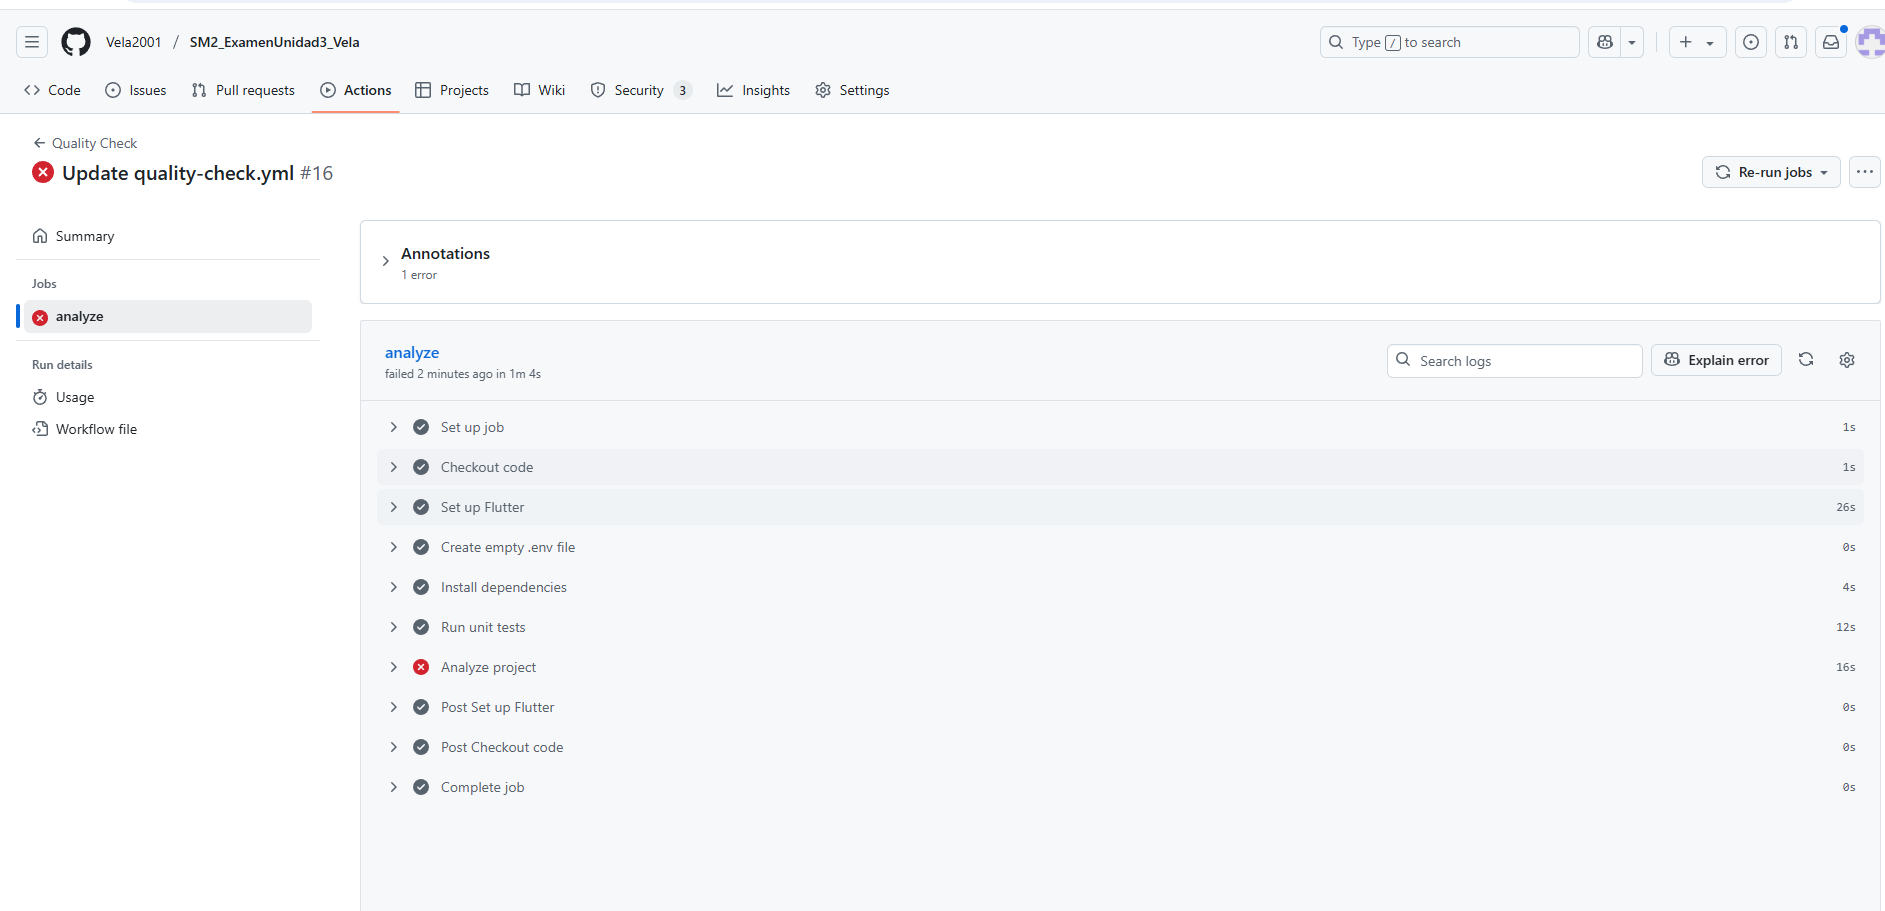 Vela2001 / SM2_ExamenUnidad3_Vela
Type / to search
Code
Issues
Pull requests
Actions
Projects
Wiki
Security 3
Insights
Settings
Quality Check
Update quality-check.yml #16
Re-run jobs
Summary
Jobs
analyze
Run details
Usage
Workflow file
Annotations
1 error
analyze
failed 2 minutes ago in 1m 4s
Search logs
Explain error
Set up job 1s
Checkout code 1s
Set up Flutter 26s
Create empty .env file 0s
Install dependencies 4s
Run unit tests 12s
Analyze project 16s
Post Set up Flutter 0s
Post Checkout code 0s
Complete job 0s